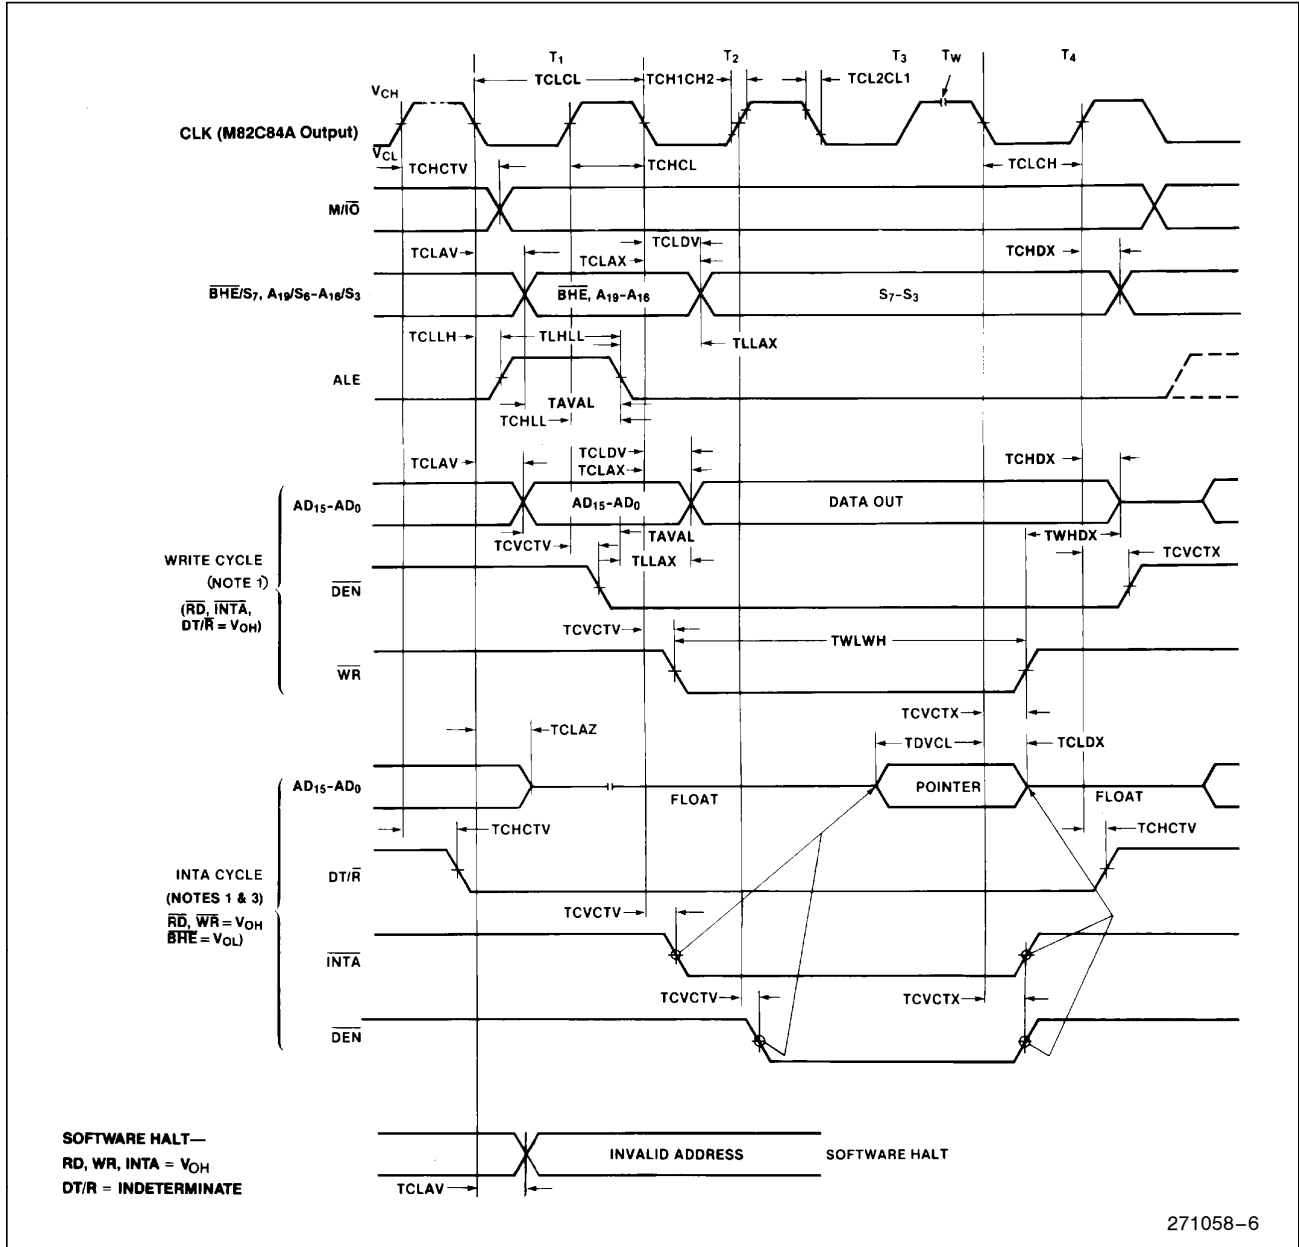 T1 T2 T3 TW T4
TCLCL TCH1CH2 TCL2CL1
VCH
CLK (M82C84A Output)
VCL
TCHCTV TCHCL TCLCH
M/IO
TCLAV TCLDV TCHDX
TCLAX
BHE/S7, A19/S6–A16/S3 BHE, A19–A16 S7–S3
TCLLH TLHLL TLLAX
ALE
TAVAL
TCHLL
TCLDV
TCLAV TCHDX
TCLAX
AD15–AD0 AD15–AD0 DATA OUT
TAVAL TWHDX
TCVCTV TCVCTX
WRITE CYCLE TLLAX
(NOTE 1) DEN
(RD, INTA,
DT/R = VOH)
TCVCTV TWLWH
WR
TCVCTX
TCLAZ
TDVCL TCLDX
AD15–AD0 FLOAT POINTER FLOAT
TCHCTV TCHCTV
INTA CYCLE DT/R
(NOTES 1 & 3)
RD, WR = VOH TCVCTV
BHE = VOL)
INTA
TCVCTV TCVCTX
DEN
SOFTWARE HALT—
RD, WR, INTA = VOH INVALID ADDRESS SOFTWARE HALT
DT/R = INDETERMINATE TCLAV
271058–6